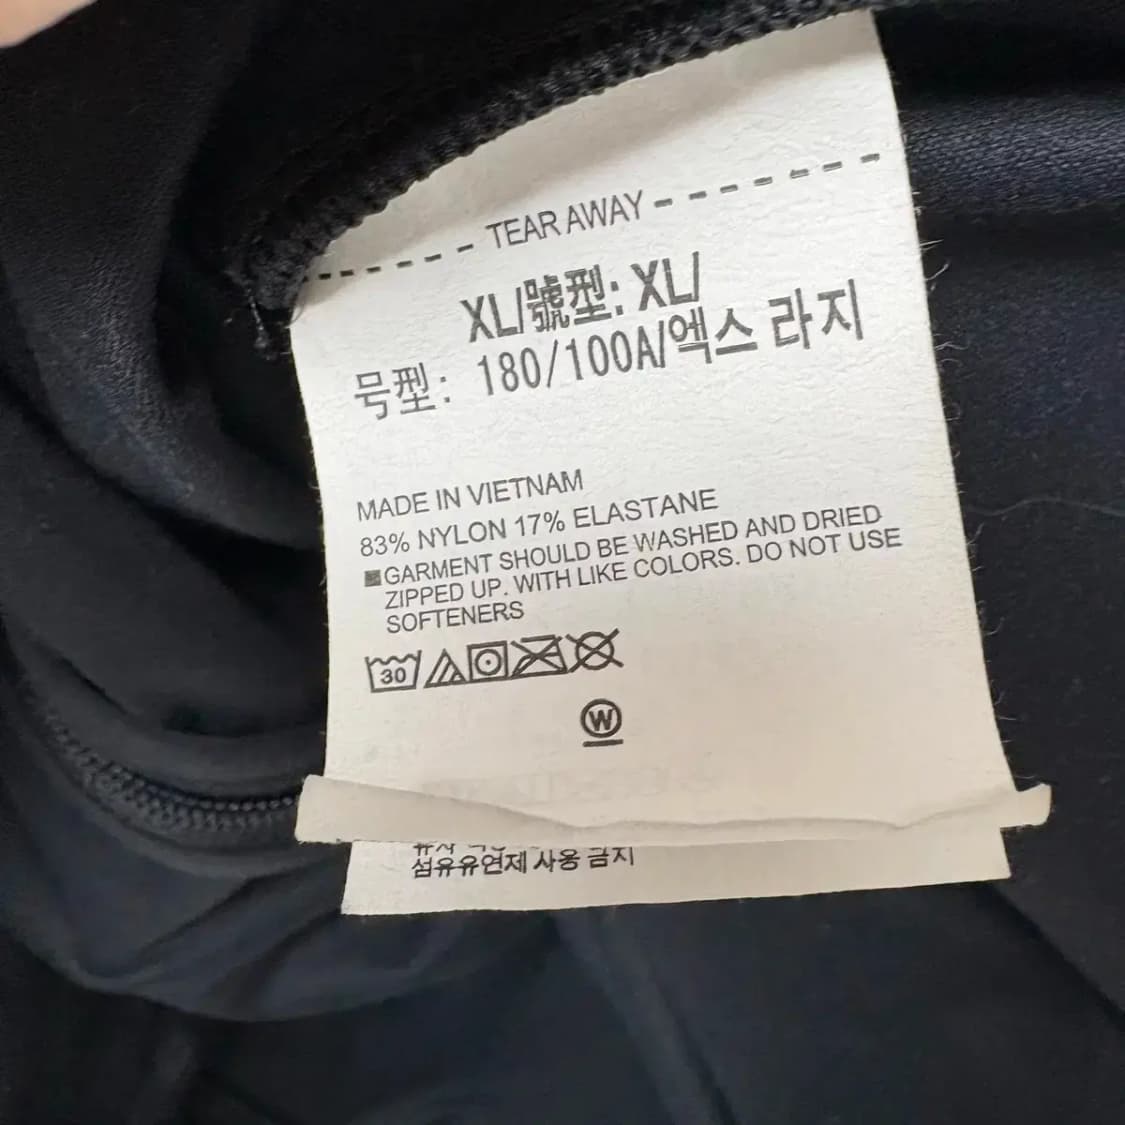 TEAR AWAY
XL/號型: XL/
号型: 180/100A/엑스 라지
MADE IN VIETNAM
83% NYLON 17% ELASTANE
■GARMENT SHOULD BE WASHED AND DRIED
ZIPPED UP. WITH LIKE COLORS. DO NOT USE
SOFTENERS
30
W
섬유유연제 사용 금지